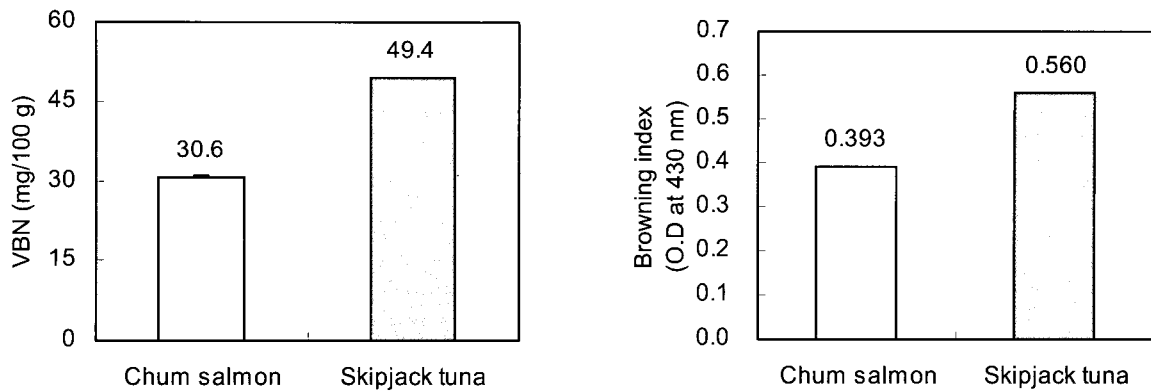 VBN (mg/100 g)
60
45
30
15
0
30.6
49.4
Chum salmon
Skipjack tuna
Browning index
(O.D at 430 nm)
0.7
0.6
0.5
0.4
0.3
0.2
0.1
0.0
0.393
0.560
Chum salmon
Skipjack tuna